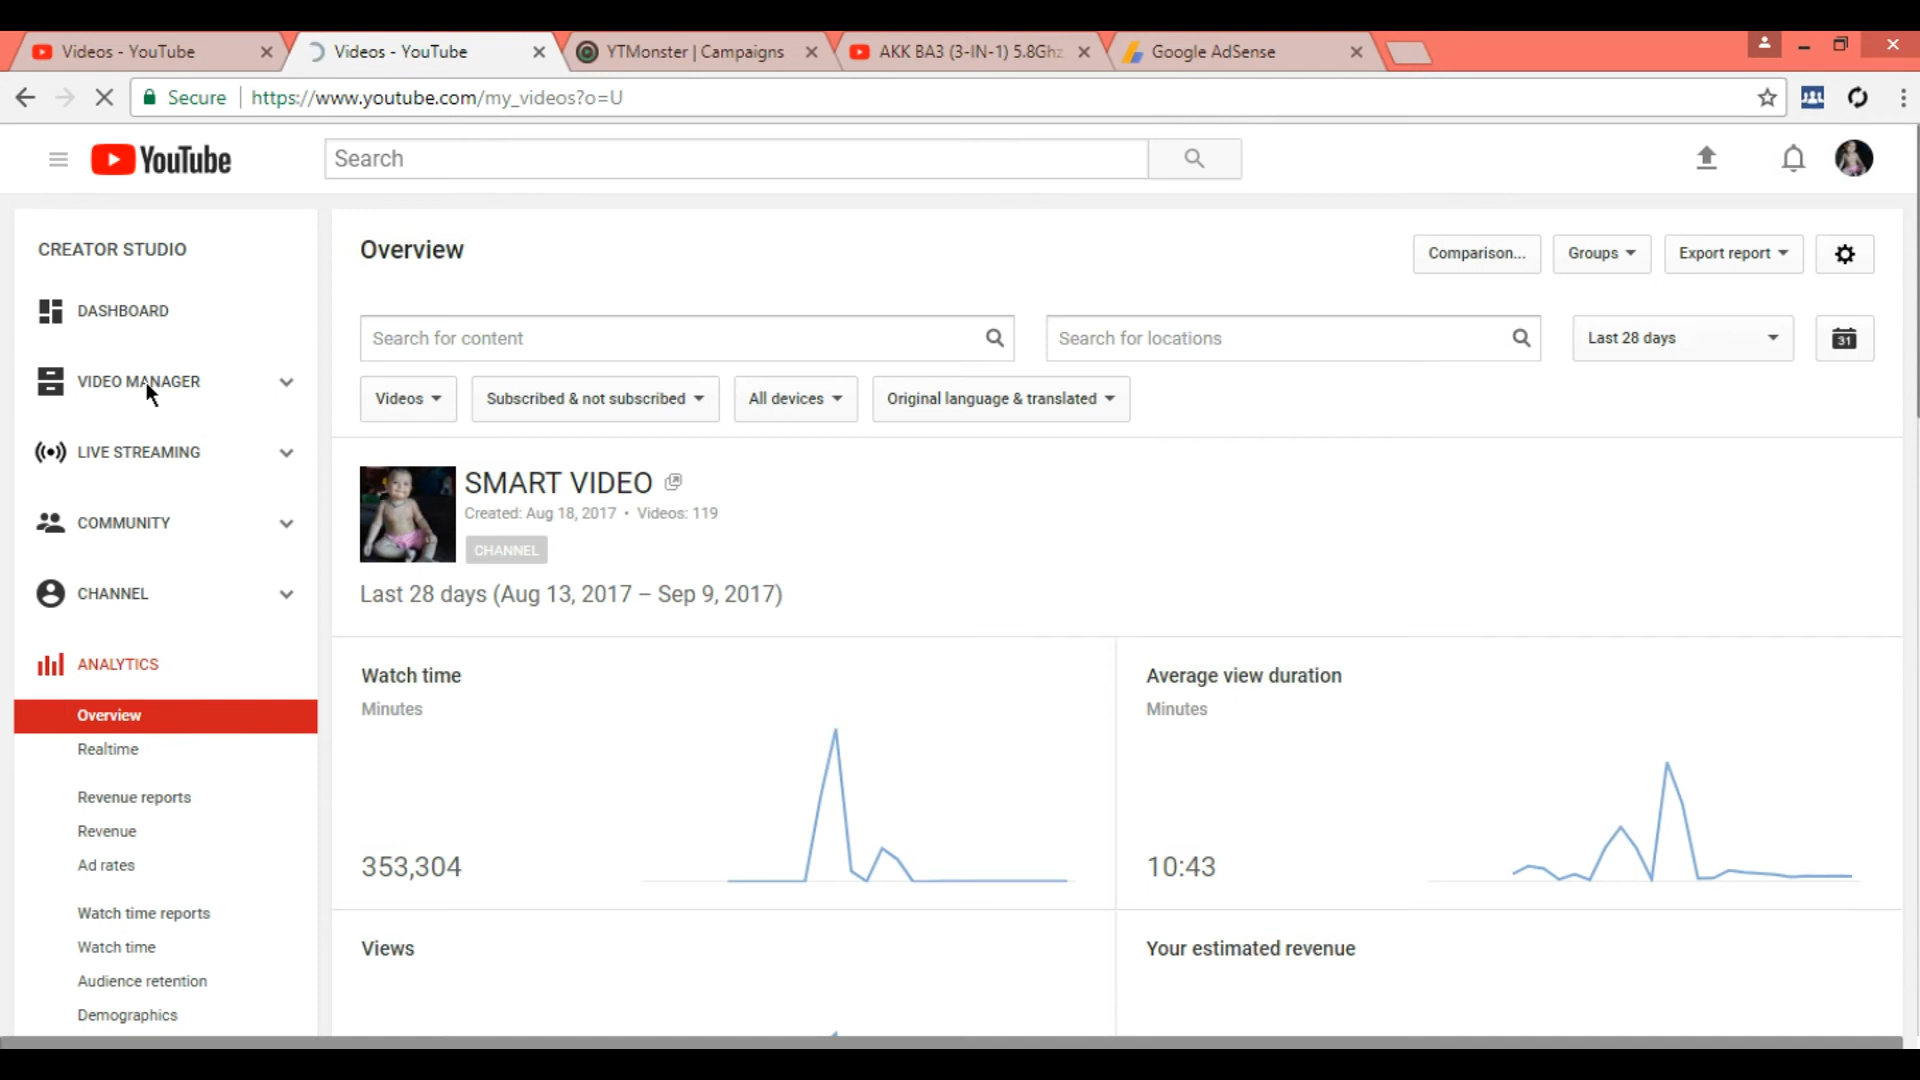 Videos - YouTube
Videos - YouTube
YTMonster | Campaigns
AKK BA3 (3-IN-1) 5.8Ghz
Google AdSense
Secure
https://www.youtube.com/my_videos?o=U
YouTube
Search
CREATOR STUDIO
DASHBOARD
VIDEO MANAGER
LIVE STREAMING
COMMUNITY
CHANNEL
ANALYTICS
Overview
Realtime
Revenue reports
Revenue
Ad rates
Watch time reports
Watch time
Audience retention
Demographics
Overview
Comparison...
Groups
Export report
Search for content
Search for locations
Last 28 days
31
Videos
Subscribed & not subscribed
All devices
Original language & translated
SMART VIDEO
Created: Aug 18, 2017 • Videos: 119
CHANNEL
Last 28 days (Aug 13, 2017 – Sep 9, 2017)
Watch time
Minutes
353,304
Average view duration
Minutes
10:43
Views
Your estimated revenue